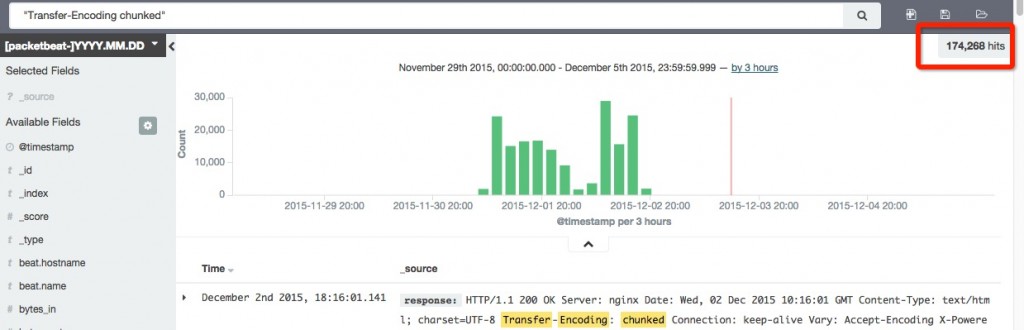 "Transfer-Encoding chunked"
[packetbeat-]YYYY.MM.DD
174,268 hits
Selected Fields
? _source
Available Fields
@timestamp
t _id
t _index
# _score
t _type
t beat.hostname
t beat.name
# bytes_in
November 29th 2015, 00:00:00.000 - December 5th 2015, 23:59:59.999 — by 3 hours
Count
30,000
20,000
10,000
0
2015-11-29 20:00 2015-11-30 20:00 2015-12-01 20:00 2015-12-02 20:00 2015-12-03 20:00 2015-12-04 20:00
@timestamp per 3 hours
Time _source
December 2nd 2015, 18:16:01.141 response: HTTP/1.1 200 OK Server: nginx Date: Wed, 02 Dec 2015 10:16:01 GMT Content-Type: text/htm
l; charset=UTF-8 Transfer-Encoding: chunked Connection: keep-alive Vary: Accept-Encoding X-Powere